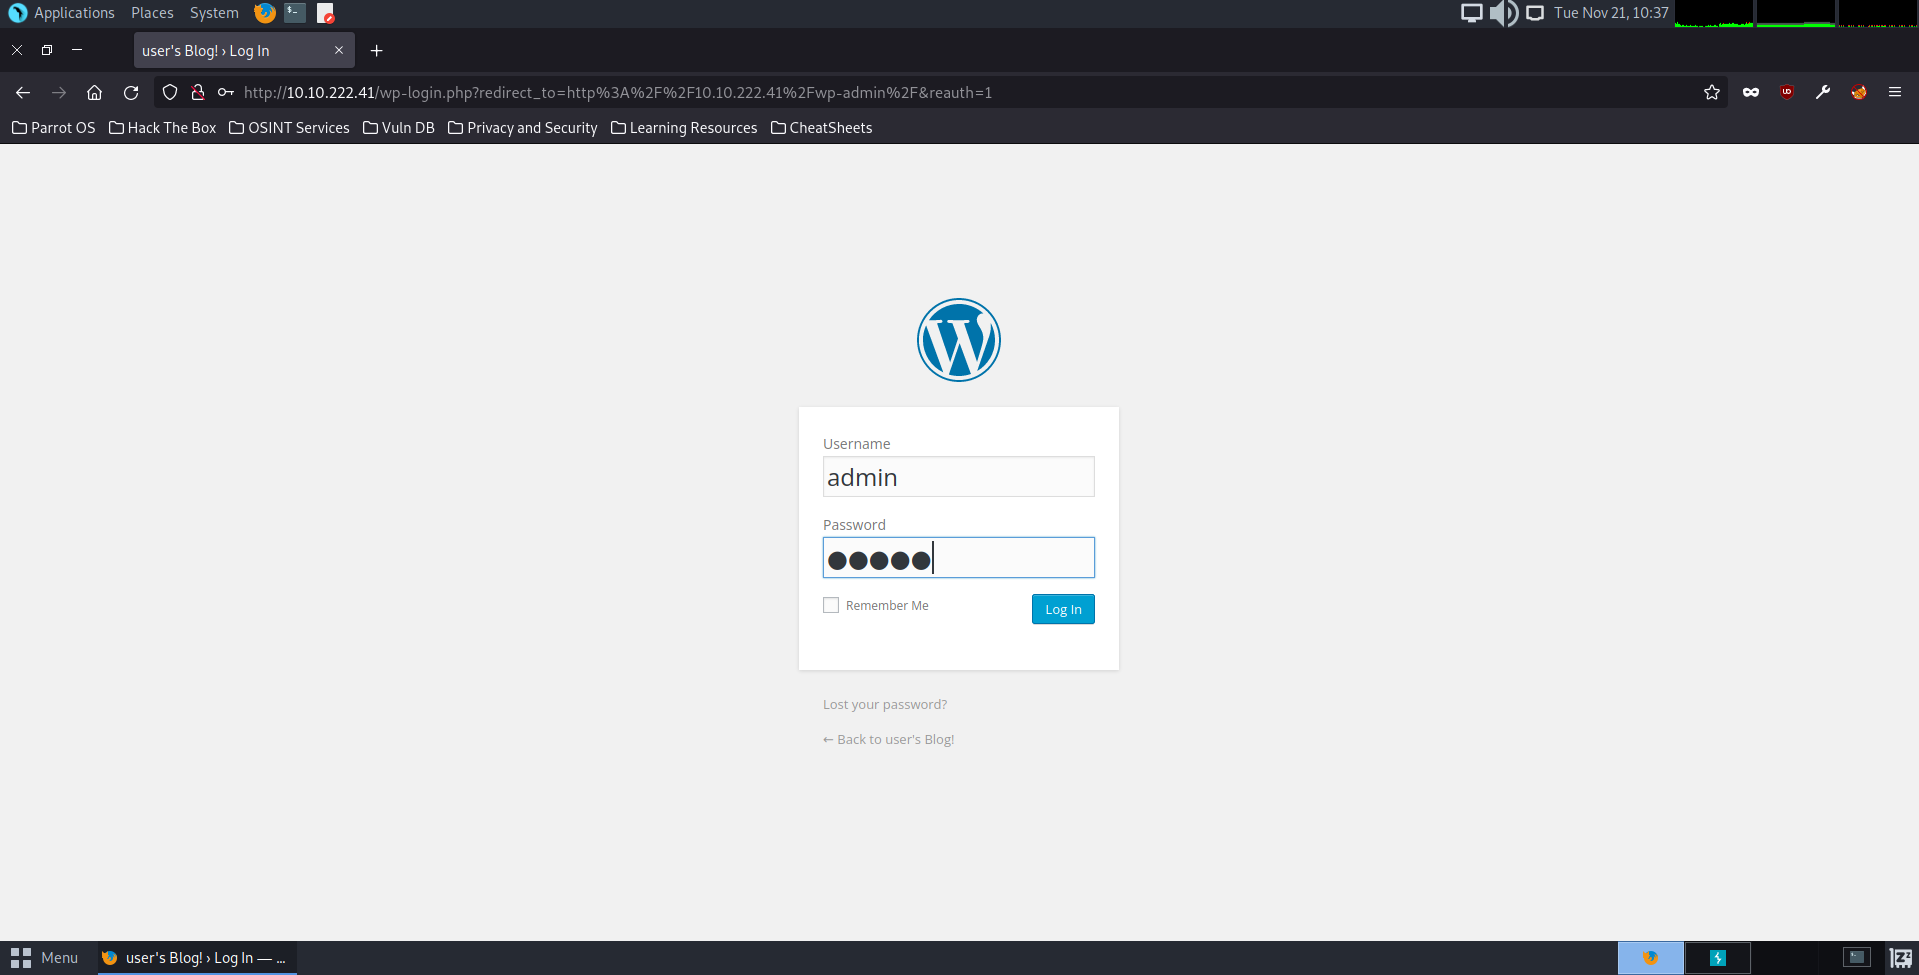 Applications Places System Tue Nov 21, 10:37
user's Blog! › Log In
http://10.10.222.41/wp-login.php?redirect_to=http%3A%2F%2F10.10.222.41%2Fwp-admin%2F&reauth=1
Parrot OS Hack The Box OSINT Services Vuln DB Privacy and Security Learning Resources CheatSheets
Username
admin
Password
●●●●●
Remember Me Log In
Lost your password?
← Back to user's Blog!
Menu user's Blog! › Log In — ...